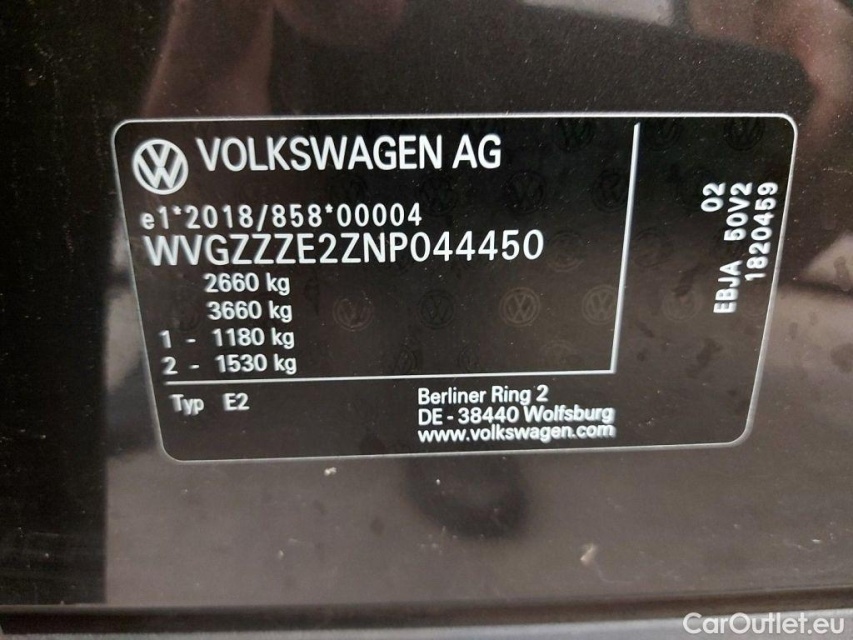 VOLKSWAGEN AG
e1*2018/858*00004
WVGZZZE2ZNP044450
2660 kg
3660 kg
1 - 1180 kg
2 - 1530 kg
Typ E2
Berliner Ring 2
DE - 38440 Wolfsburg
www.volkswagen.com
02
EBJA 50V2
1820459
CarOutlet.eu